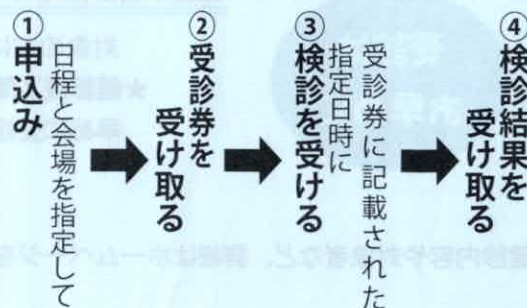 ①
日程と会場を指定して
申込み
②
受診券を
受け取る
③
受診券に記載された
指定日時に
検診を受ける
④
検診結果を
受け取る